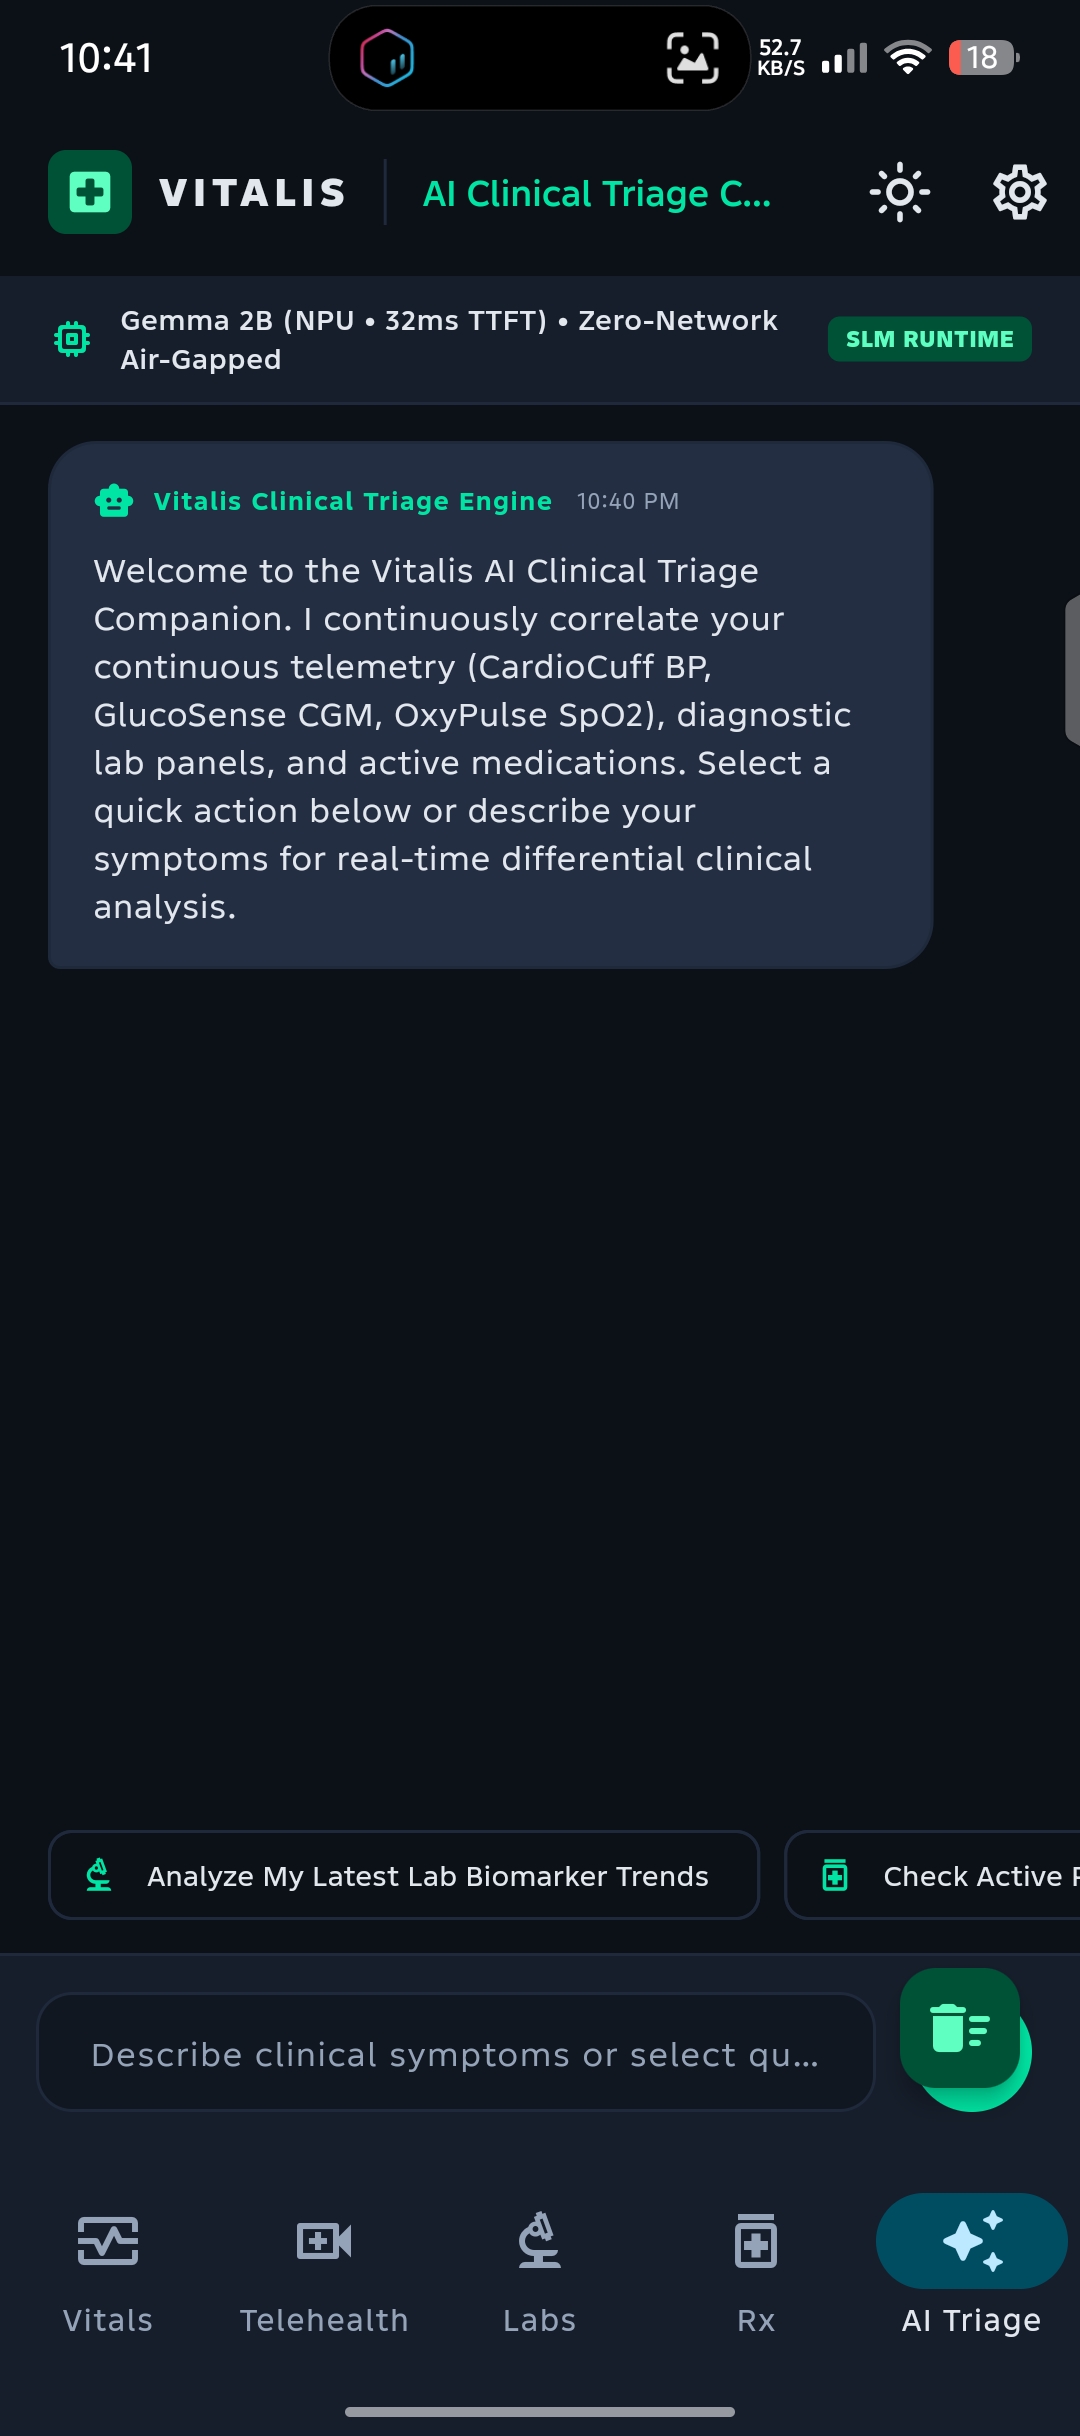 10:41
52.7
KB/S
18
VITALIS
AI Clinical Triage C...
Gemma 2B (NPU • 32ms TTFT) • Zero-Network
Air-Gapped
SLM RUNTIME
Vitalis Clinical Triage Engine 10:40 PM
Welcome to the Vitalis AI Clinical Triage
Companion. I continuously correlate your
continuous telemetry (CardioCuff BP,
GlucoSense CGM, OxyPulse SpO2), diagnostic
lab panels, and active medications. Select a
quick action below or describe your
symptoms for real-time differential clinical
analysis.
Analyze My Latest Lab Biomarker Trends
Check Active
Describe clinical symptoms or select qu...
Vitals
Telehealth
Labs
Rx
AI Triage